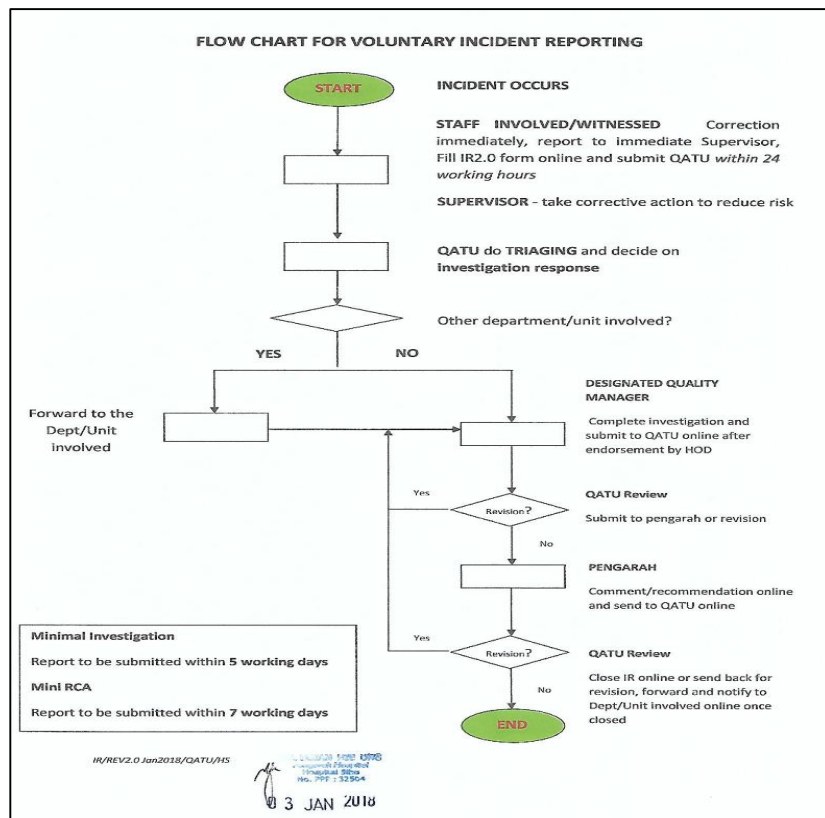 FLOW CHART FOR VOLUNTARY INCIDENT REPORTING
START
INCIDENT OCCURS
STAFF INVOLVED/WITNESSED Correction
immediately, report to immediate Supervisor,
Fill IR2.0 form online and submit QATU within 24
working hours
SUPERVISOR - take corrective action to reduce risk
QATU do TRIAGING and decide on
investigation response
Other department/unit involved?
YES
NO
Forward to the
Dept/Unit
involved
DESIGNATED QUALITY
MANAGER
Complete investigation and
submit to QATU online after
endorsement by HOD
Yes
Revision?
QATU Review
Submit to pengarah or revision
No
PENGARAH
Comment/recommendation online
and send to QATU online
Yes
Revision?
QATU Review
Close IR online or send back for
revision, forward and notify to
Dept/Unit involved online once
closed
No
END
Minimal Investigation
Report to be submitted within 5 working days
Mini RCA
Report to be submitted within 7 working days
IR/REV2.0 Jan2018/QATU/HS
Hospital Sibu
3 JAN 2018